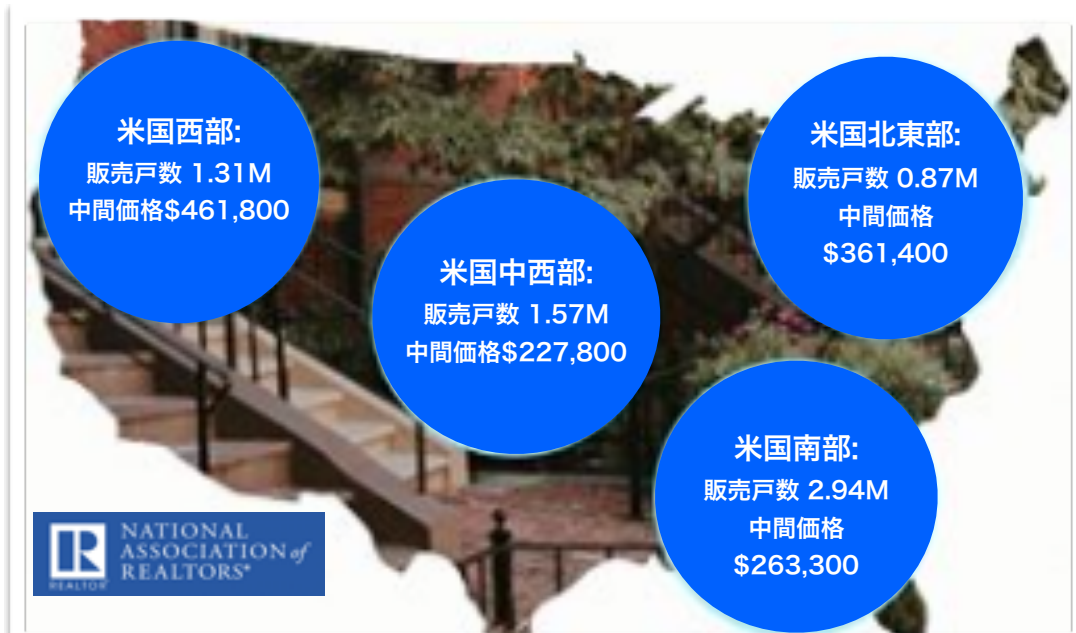 米国西部:
販売戸数 1.31M
中間価格$461,800
米国北東部:
販売戸数 0.87M
中間価格
$361,400
米国中西部:
販売戸数 1.57M
中間価格$227,800
米国南部:
販売戸数 2.94M
中間価格
$263,300
R
REALTOR®
NATIONAL
ASSOCIATION of
REALTORS®